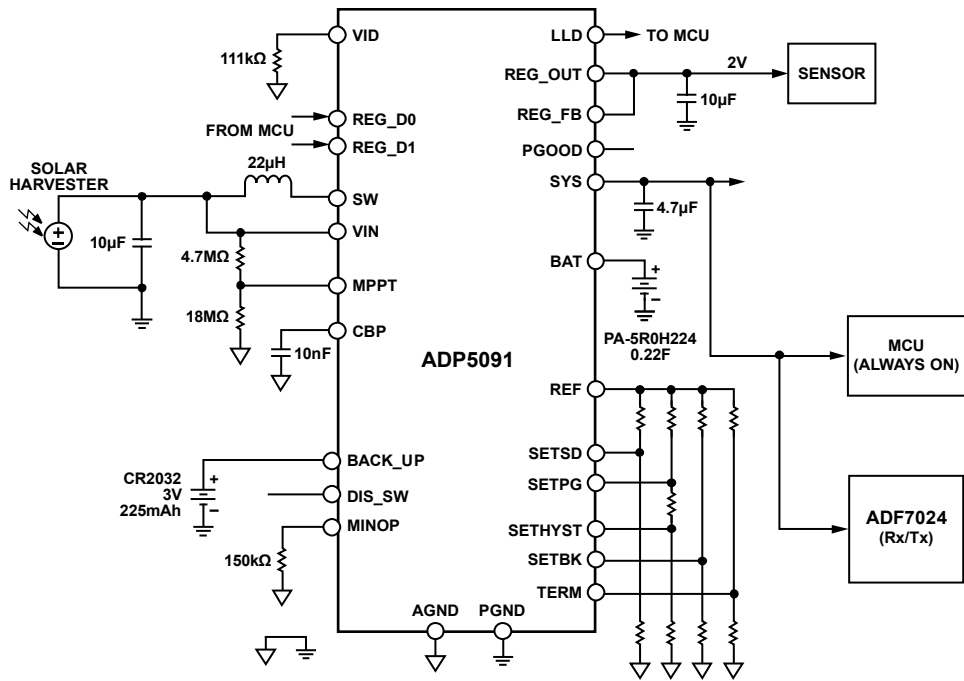 VID
111kΩ
REG_D0
FROM MCU
REG_D1
22µH
SOLAR
HARVESTER
SW
VIN
10µF
4.7MΩ
MPPT
18MΩ
CBP
10nF
ADP5091
BACK_UP
CR2032
3V
225mAh
DIS_SW
MINOP
150kΩ
AGND
PGND
LLD
TO MCU
REG_OUT
2V
SENSOR
10µF
REG_FB
PGOOD
SYS
4.7µF
BAT
PA-5R0H224
0.22F
MCU
(ALWAYS ON)
REF
SETSD
SETPG
SETHYST
SETBK
TERM
ADF7024
(Rx/Tx)